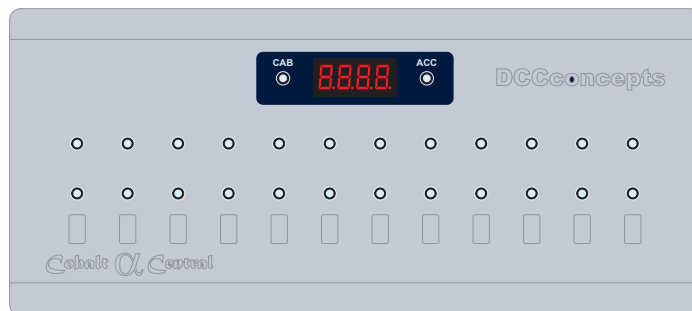 CAB ACC
8.8.8.8.
DCCconcepts
Cobalt α Central